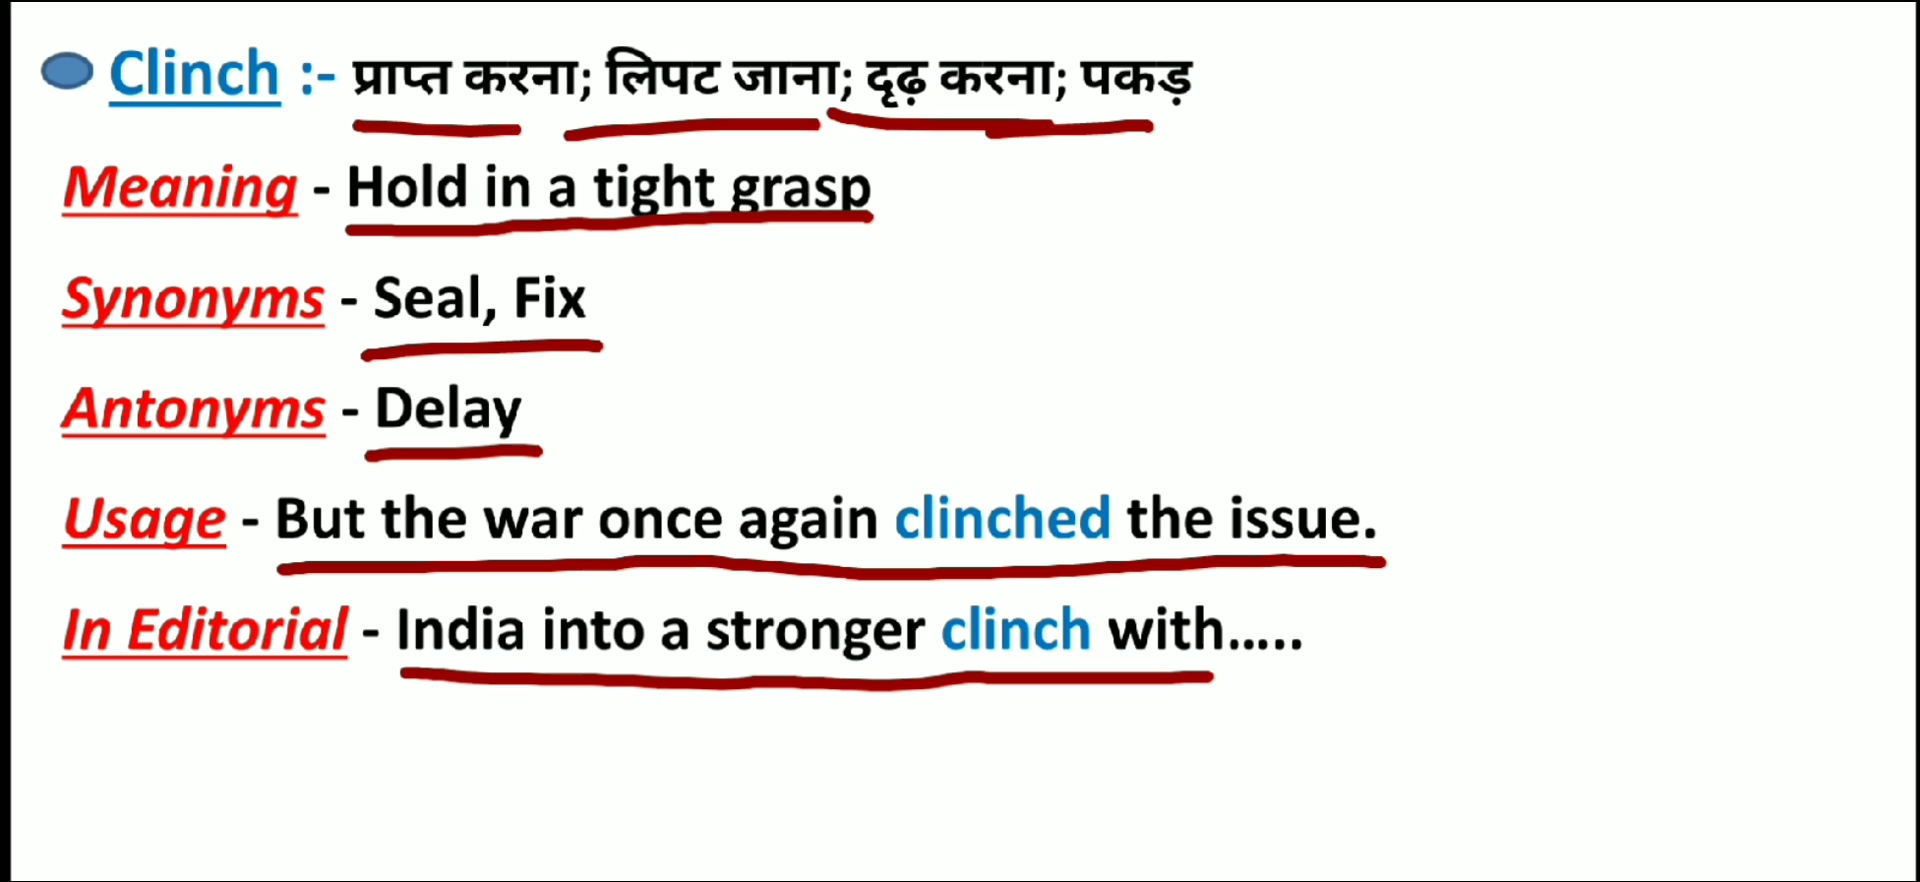 Clinch :- प्राप्त करना; लिपट जाना; दृढ़ करना; पकड़
Meaning - Hold in a tight grasp
Synonyms - Seal, Fix
Antonyms - Delay
Usage - But the war once again clinched the issue.
In Editorial - India into a stronger clinch with.....